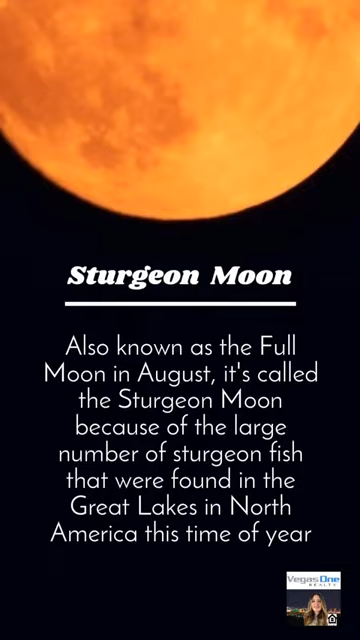 Sturgeon Moon
Also known as the Full
Moon in August, it's called
the Sturgeon Moon
because of the large
number of sturgeon fish
that were found in the
Great Lakes in North
America this time of year
Vegas One
REALTY